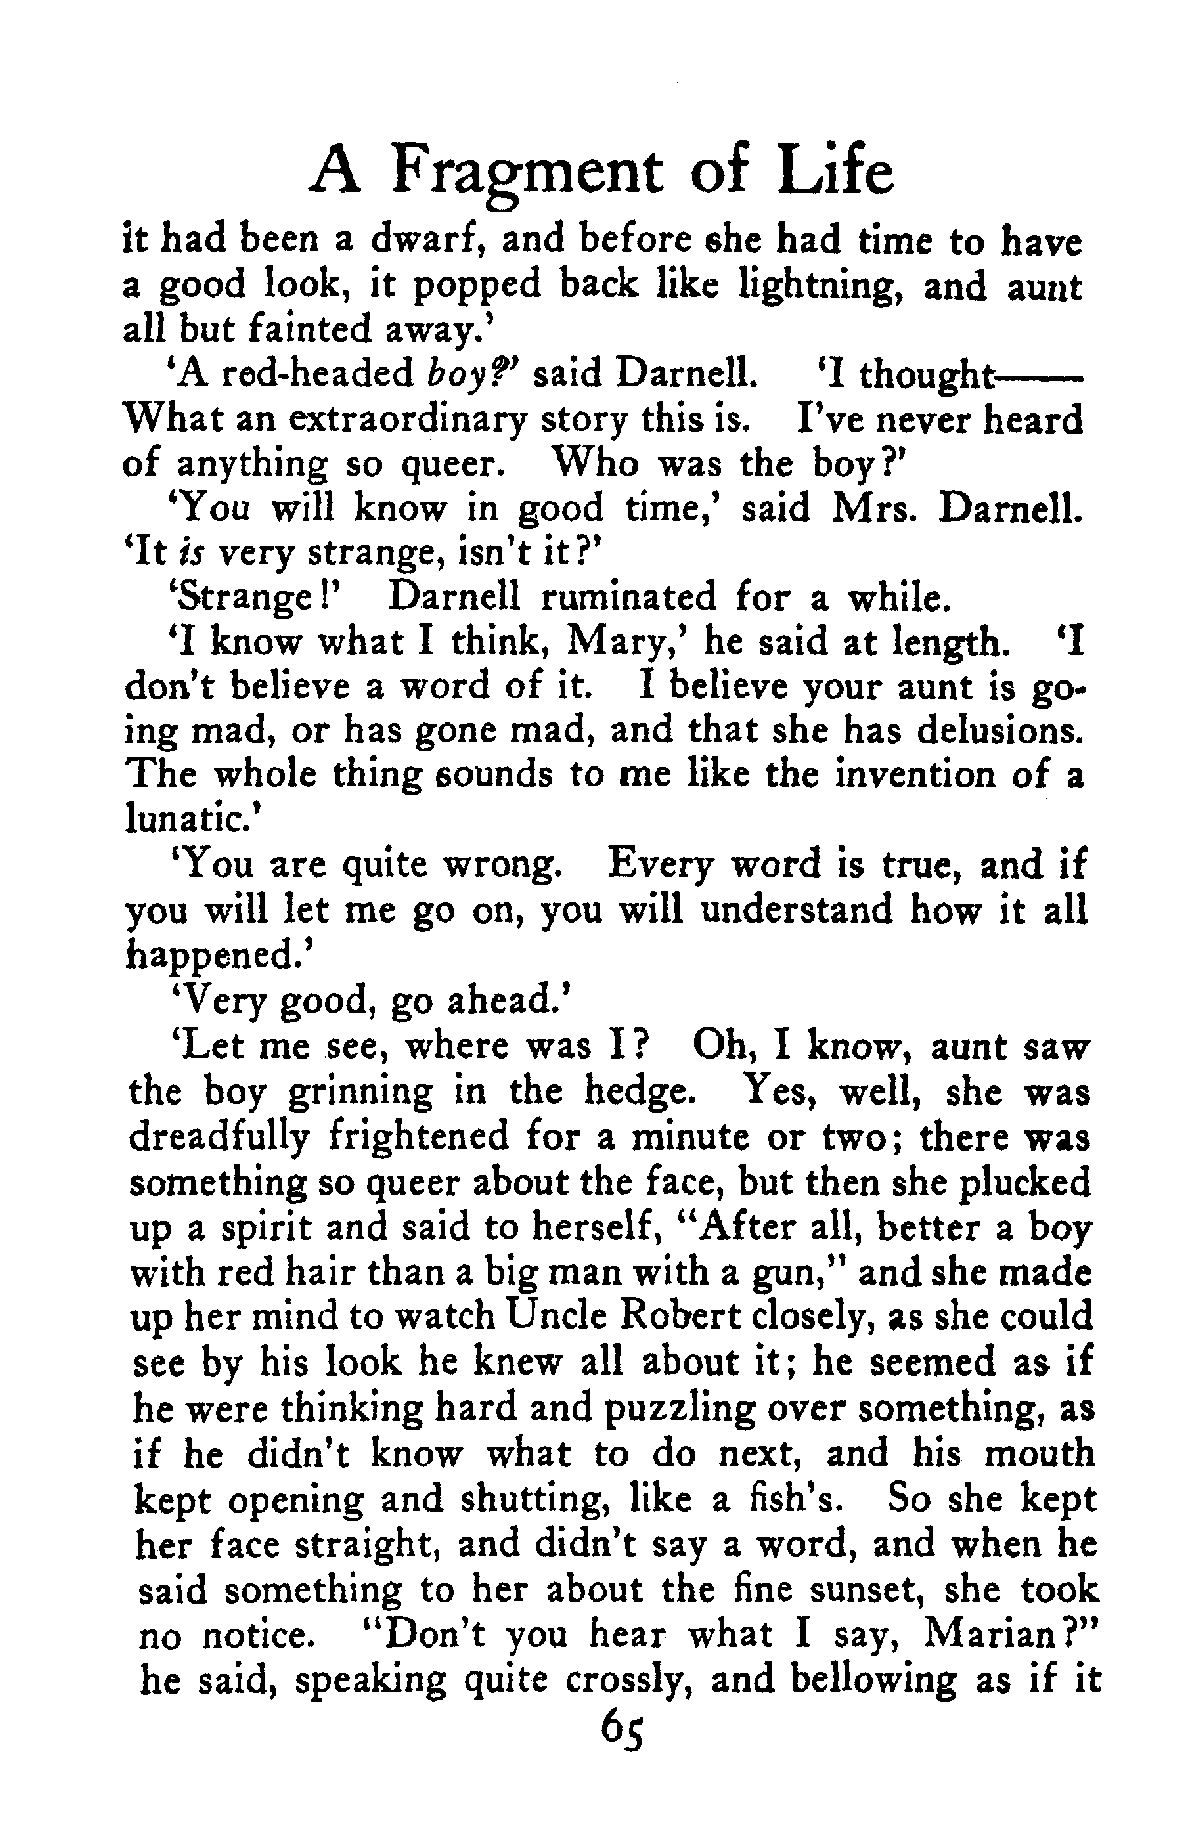 A Fragment of Life
it had been a dwarf, and before she had time to have
a good look, it popped back like lightning, and aunt
all but fainted away.’
‘A red-headed boy?’ said Darnell. ‘I thought——
What an extraordinary story this is. I’ve never heard
of anything so queer. Who was the boy?’
‘You will know in good time,’ said Mrs. Darnell.
‘It is very strange, isn’t it?’
‘Strange!’ Darnell ruminated for a while.
‘I know what I think, Mary,’ he said at length. ‘I
don’t believe a word of it. I believe your aunt is go-
ing mad, or has gone mad, and that she has delusions.
The whole thing sounds to me like the invention of a
lunatic.’
‘You are quite wrong. Every word is true, and if
you will let me go on, you will understand how it all
happened.’
‘Very good, go ahead.’
‘Let me see, where was I? Oh, I know, aunt saw
the boy grinning in the hedge. Yes, well, she was
dreadfully frightened for a minute or two; there was
something so queer about the face, but then she plucked
up a spirit and said to herself, “After all, better a boy
with red hair than a big man with a gun,” and she made
up her mind to watch Uncle Robert closely, as she could
see by his look he knew all about it; he seemed as if
he were thinking hard and puzzling over something, as
if he didn’t know what to do next, and his mouth
kept opening and shutting, like a fish’s. So she kept
her face straight, and didn’t say a word, and when he
said something to her about the fine sunset, she took
no notice. “Don’t you hear what I say, Marian?”
he said, speaking quite crossly, and bellowing as if it
65